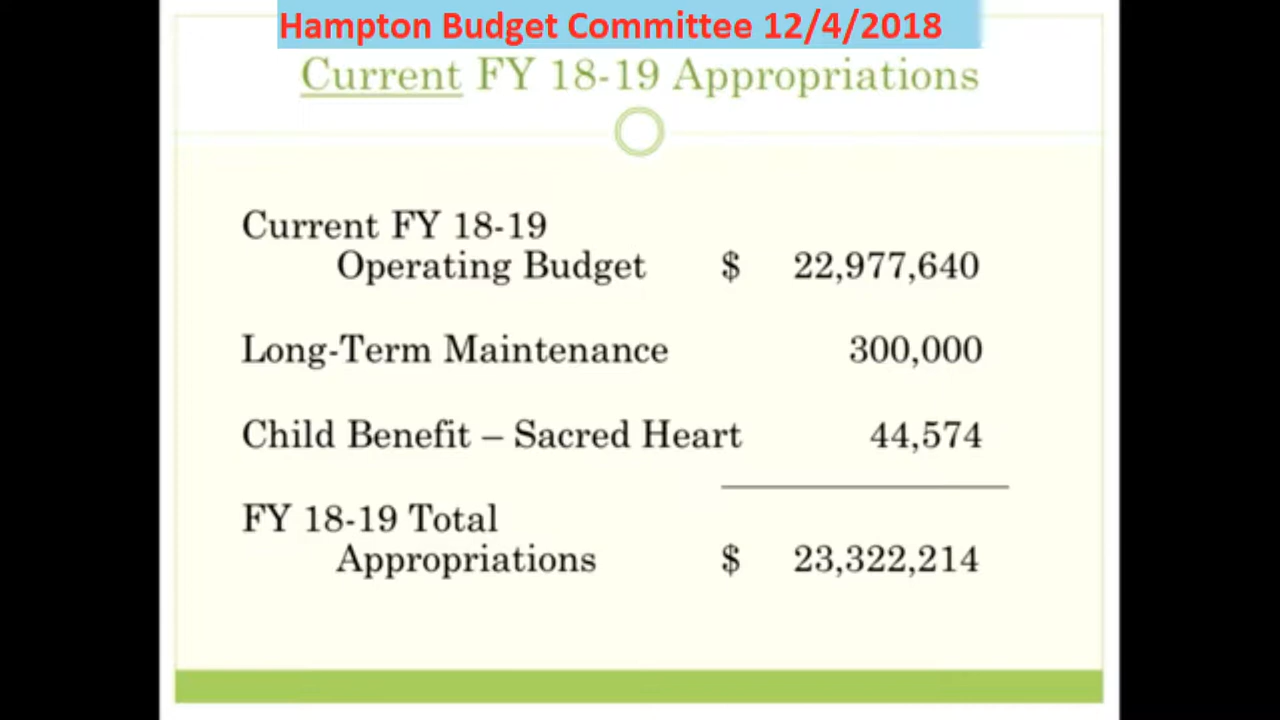 Hampton Budget Committee 12/4/2018
Current FY 18-19 Appropriations
Current FY 18-19
Operating Budget $ 22,977,640
Long-Term Maintenance 300,000
Child Benefit – Sacred Heart 44,574
FY 18-19 Total
Appropriations $ 23,322,214